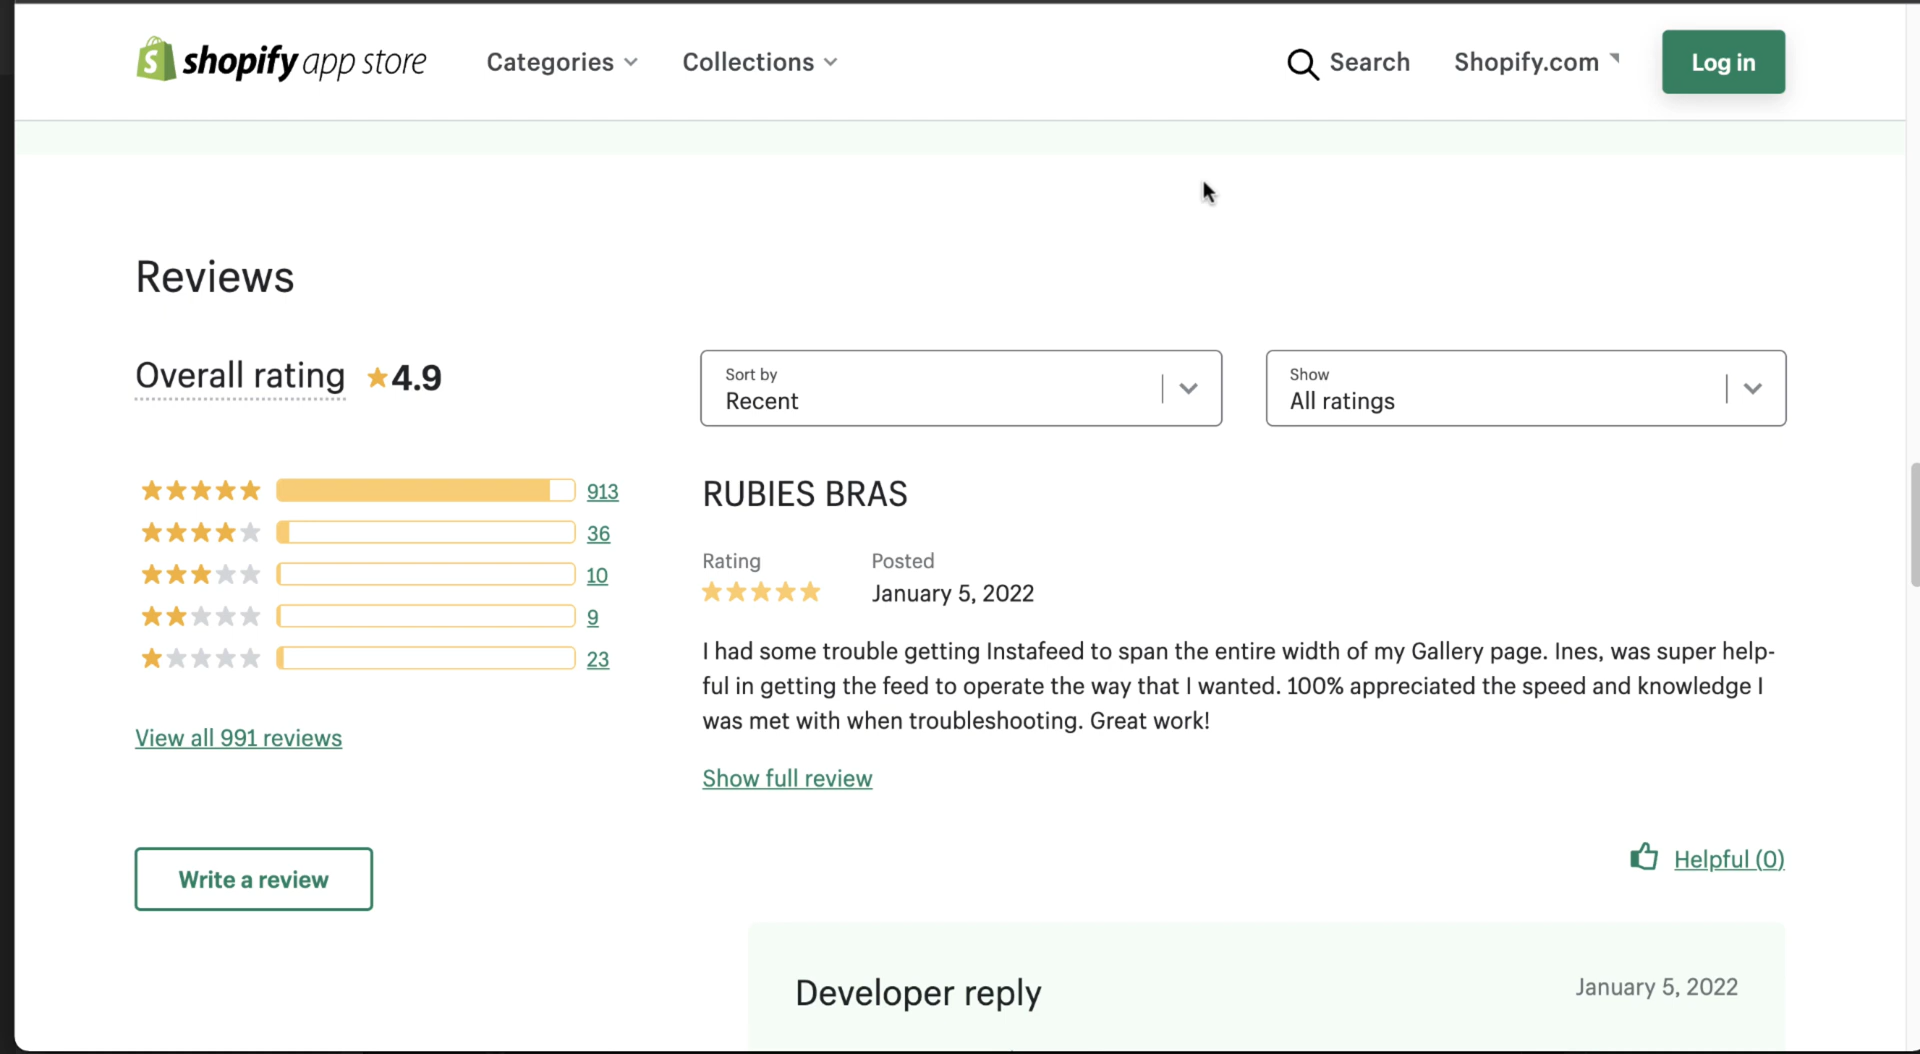 shopify app store
Categories
Collections
Search
Shopify.com
Log in
Reviews
Overall rating 4.9
Sort by
Recent
Show
All ratings
913
36
10
9
23
View all 991 reviews
Write a review
RUBIES BRAS
Rating
Posted
January 5, 2022
I had some trouble getting Instafeed to span the entire width of my Gallery page. Ines, was super help-
ful in getting the feed to operate the way that I wanted. 100% appreciated the speed and knowledge I
was met with when troubleshooting. Great work!
Show full review
Helpful (0)
Developer reply
January 5, 2022